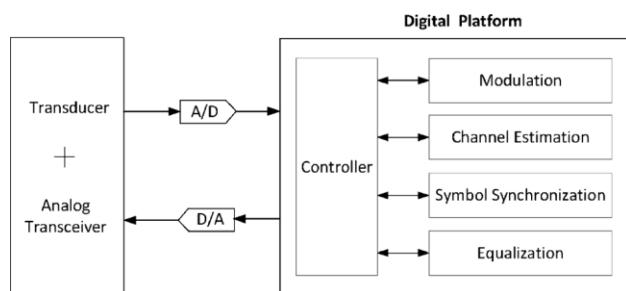 Digital Platform
Transducer
+
Analog
Transceiver
A/D
D/A
Controller
Modulation
Channel Estimation
Symbol Synchronization
Equalization